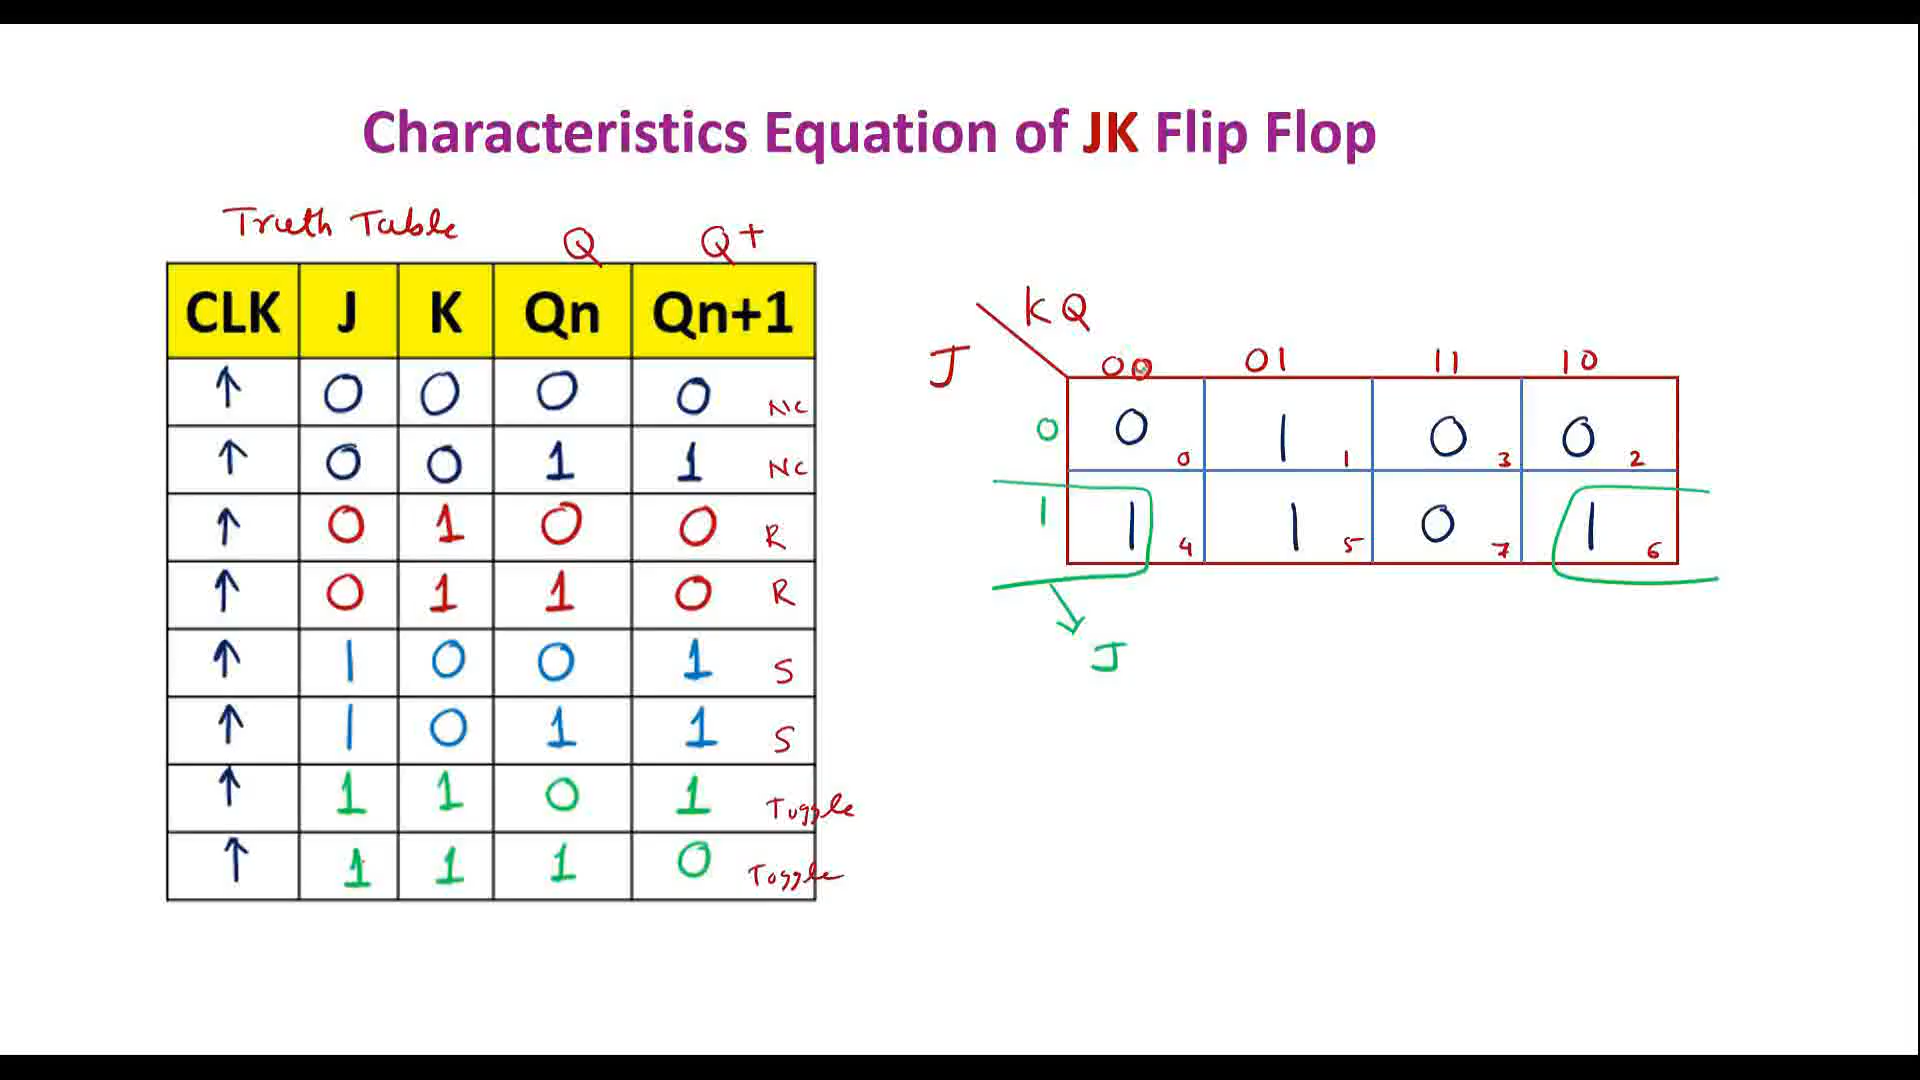 Characteristics Equation of JK Flip Flop
Truth Table Q Q+
CLK J K Qn Qn+1
↑ 0 0 0 0 NC
↑ 0 0 1 1 NC
↑ 0 1 0 0 R
↑ 0 1 1 0 R
↑ 1 0 0 1 S
↑ 1 0 1 1 S
↑ 1 1 0 1 Toggle
↑ 1 1 1 0 Toggle
KQ
J 00 01 11 10
0 0 0 1 1 0 3 0 2
1 1 4 1 5 0 7 1 6
J